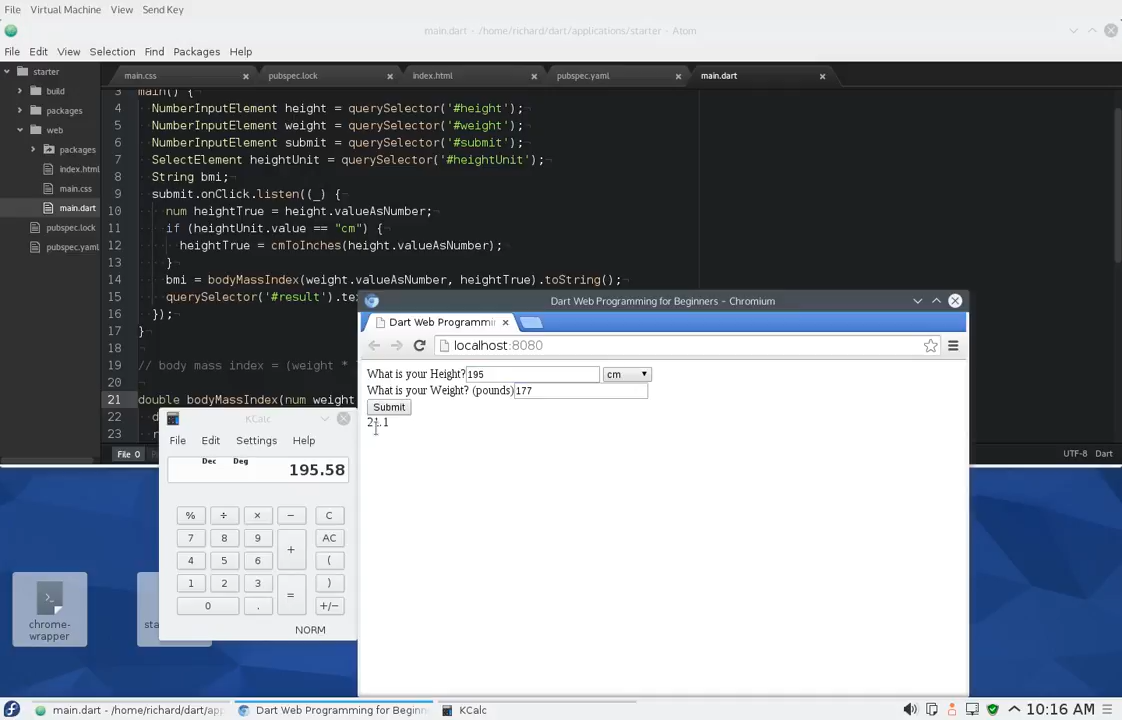 File Virtual Machine View Send Key
main.dart - /home/richard/dart/applications/starter - Atom
File Edit View Selection Find Packages Help
starter
build
packages
web
packages
index.html
main.css
main.dart
pubspec.lock
pubspec.yaml
main.css pubspec.lock index.html pubspec.yaml main.dart
3 main() {
4 NumberInputElement height = querySelector('#height');
5 NumberInputElement weight = querySelector('#weight');
6 NumberInputElement submit = querySelector('#submit');
7 SelectElement heightUnit = querySelector('#heightUnit');
8 String bmi;
9 submit.onClick.listen((_) {
10 num heightTrue = height.valueAsNumber;
11 if (heightUnit.value == "cm") {
12 heightTrue = cmToInches(height.valueAsNumber);
13 }
14 bmi = bodyMassIndex(weight.valueAsNumber, heightTrue).toString();
15 querySelector('#result').te
16 });
17 }
18
19 // body mass index = (weight *
20
21 double bodyMassIndex(num weight
22 d
23 r
File 0
UTF-8 Dart
Dart Web Programming for Beginners - Chromium
Dart Web Programmi
localhost:8080
What is your Height? 195 cm
What is your Weight? (pounds) 177
Submit
21.1
KCalc
File Edit Settings Help
Dec Deg
195.58
% ÷ × − C
7 8 9 + AC
4 5 6 (
1 2 3 = )
0 . +/−
NORM
chrome-wrapper
sta
main.dart - /home/richard/dart/app Dart Web Programming for Beginn KCalc 10:16 AM